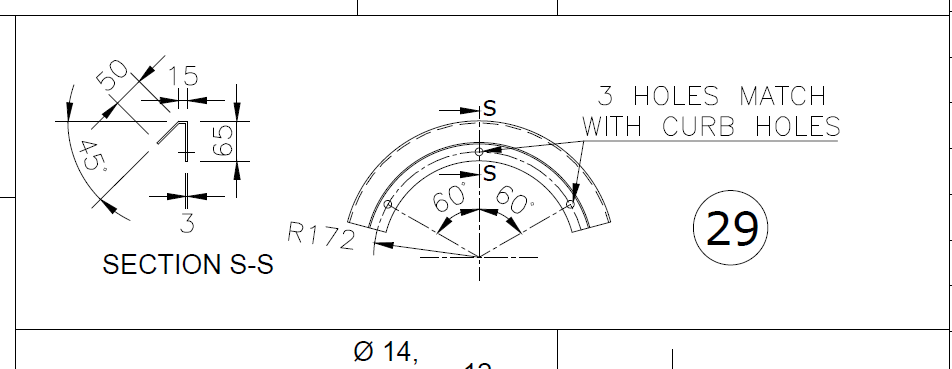 50
15
65
45°
3
SECTION S-S
S
S
60°
60°
R172
3 HOLES MATCH
WITH CURB HOLES
29
Ø 14,